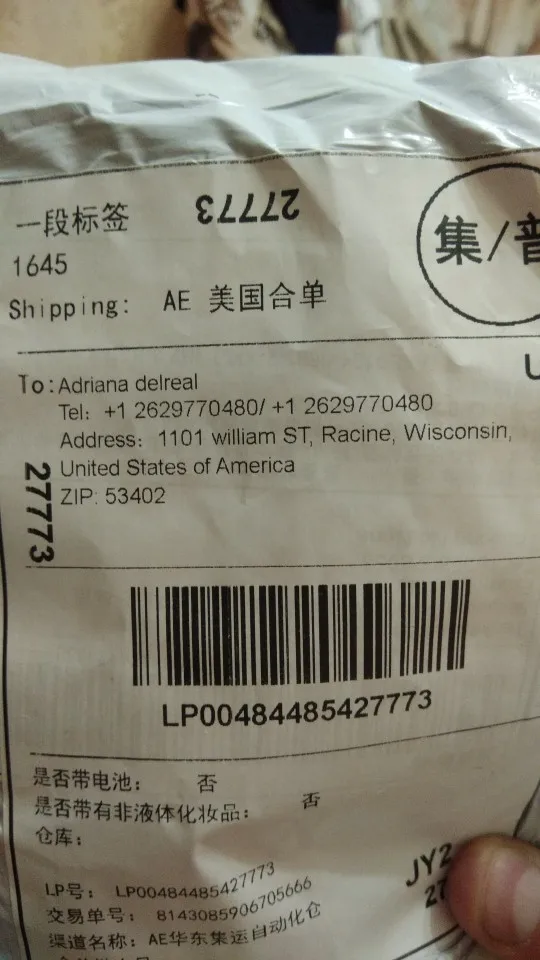 一段标签
27773
集/普
1645
Shipping: AE 美国合单
U
To: Adriana delreal
Tel: +1 2629770480/ +1 2629770480
Address: 1101 william ST, Racine, Wisconsin,
United States of America
ZIP: 53402
27773
LP00484485427773
是否带电池： 否
是否带有非液体化妆品： 否
仓库：
JY2
27
LP号： LP00484485427773
交易单号： 8143085906705666
渠道名称： AE华东集运自动化仓